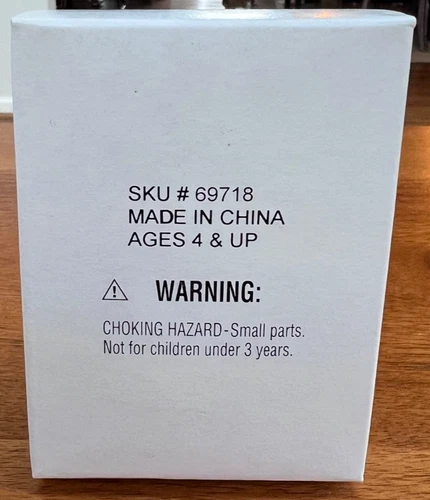 SKU # 69718
MADE IN CHINA
AGES 4 & UP
WARNING:
CHOKING HAZARD-Small parts.
Not for children under 3 years.